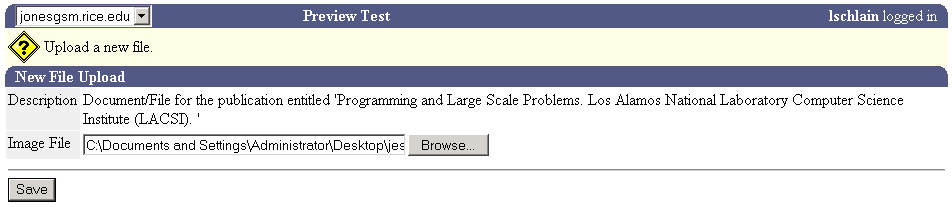 jonesgsm.rice.edu Preview Test lschlain logged in
? Upload a new file.
New File Upload
Description Document/File for the publication entitled 'Programming and Large Scale Problems. Los Alamos National Laboratory Computer Science
Institute (LACSI). '
Image File C:\Documents and Settings\Administrator\Desktop\jes Browse...
Save